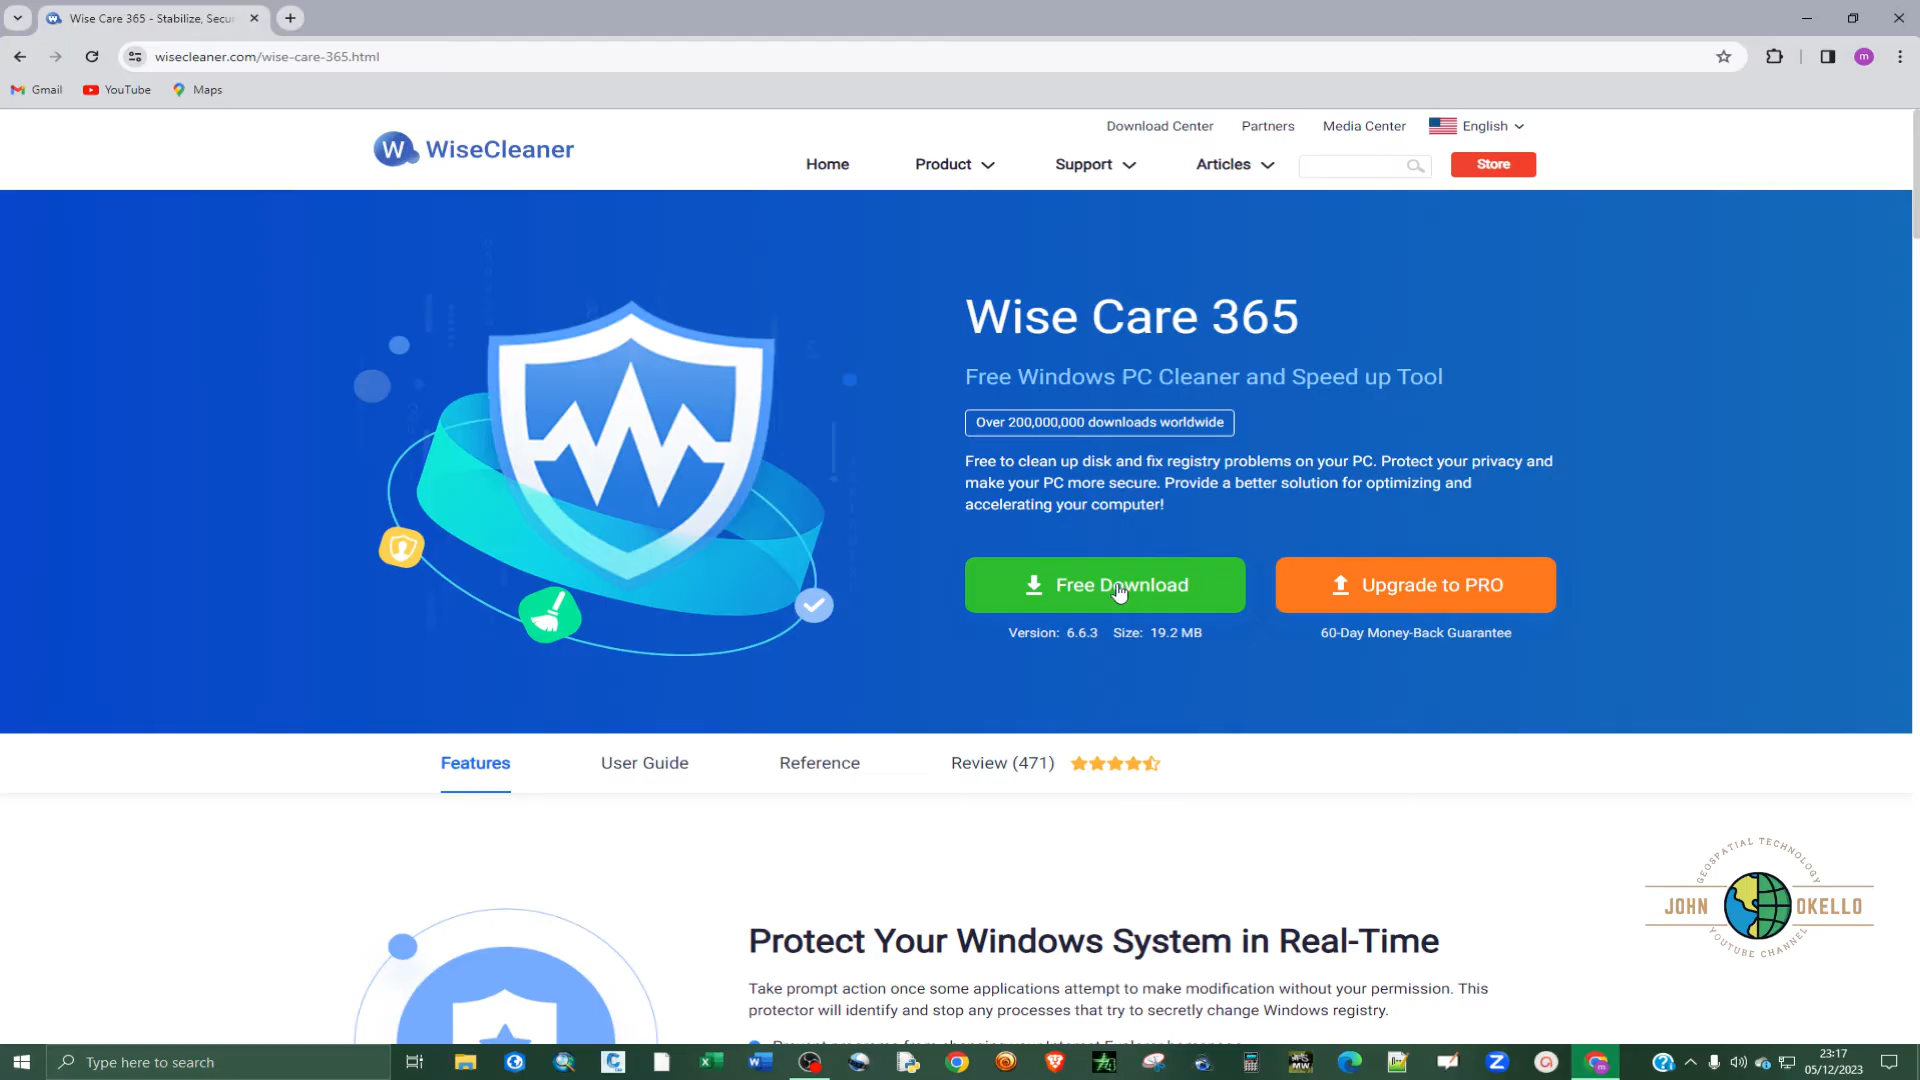 Wise Care 365 - Stabilize, Secur
wisecleaner.com/wise-care-365.html
m
Gmail
YouTube
Maps
Download Center
Partners
Media Center
English
W WiseCleaner
Home
Product
Support
Articles
Store
Wise Care 365
Free Windows PC Cleaner and Speed up Tool
Over 200,000,000 downloads worldwide
Free to clean up disk and fix registry problems on your PC. Protect your privacy and
make your PC more secure. Provide a better solution for optimizing and
accelerating your computer!
Free Download
Upgrade to PRO
Version: 6.6.3 Size: 19.2 MB
60-Day Money-Back Guarantee
Features
User Guide
Reference
Review (471)
GEOSPATIAL TECHNOLOGY
JOHN OKELLO
YOUTUBE CHANNEL
Protect Your Windows System in Real-Time
Take prompt action once some applications attempt to make modification without your permission. This
protector will identify and stop any processes that try to secretly change Windows registry.
Type here to search
23:17
05/12/2023